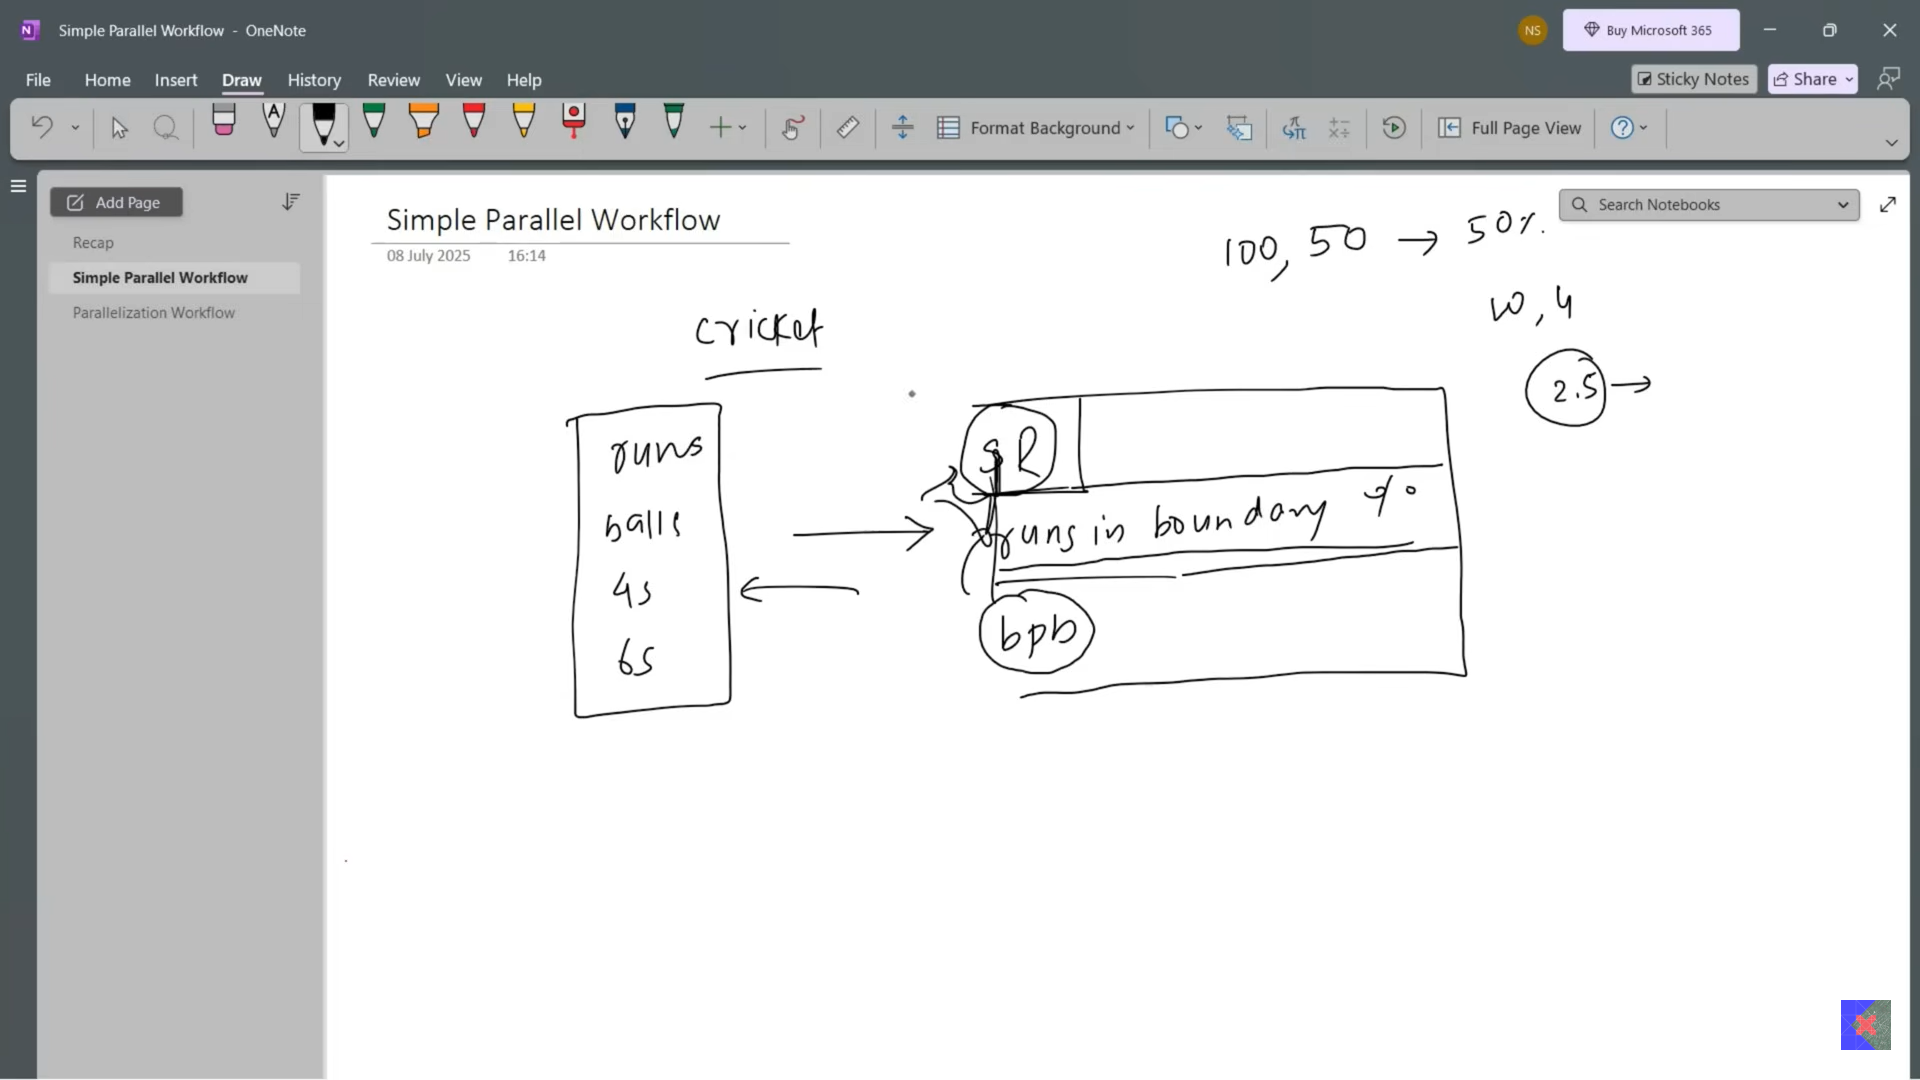 Simple Parallel Workflow - OneNote
NS
Buy Microsoft 365
File Home Insert Draw History Review View Help
Sticky Notes
Share
A
Format Background
Full Page View
Add Page
Recap
Simple Parallel Workflow
Parallelization Workflow
Search Notebooks
Simple Parallel Workflow
08 July 2025 16:14
100, 50 → 50%.
10, 4
2.5 →
cricket
runs
balls
4s
6s
SR
runs in boundary %
bpb